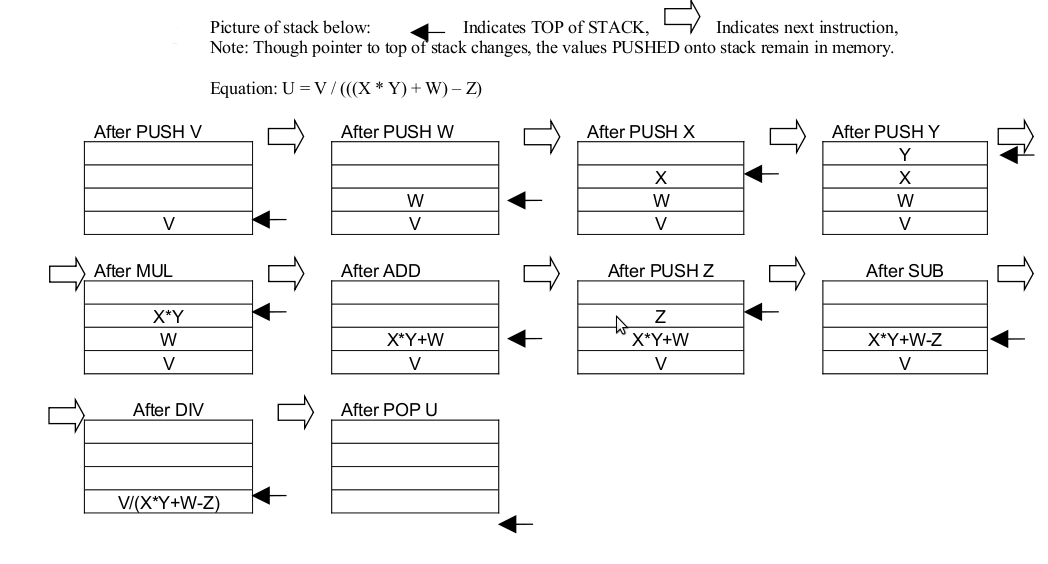 Picture of stack below: Indicates TOP of STACK, Indicates next instruction,
Note: Though pointer to top of stack changes, the values PUSHED onto stack remain in memory.
Equation: U = V / (((X * Y) + W) – Z)
After PUSH V After PUSH W After PUSH X After PUSH Y
Y
X X
W W W
V V V V
After MUL After ADD After PUSH Z After SUB
X*Y Z
W X*Y+W X*Y+W X*Y+W-Z
V V V V
After DIV After POP U
V/(X*Y+W-Z)